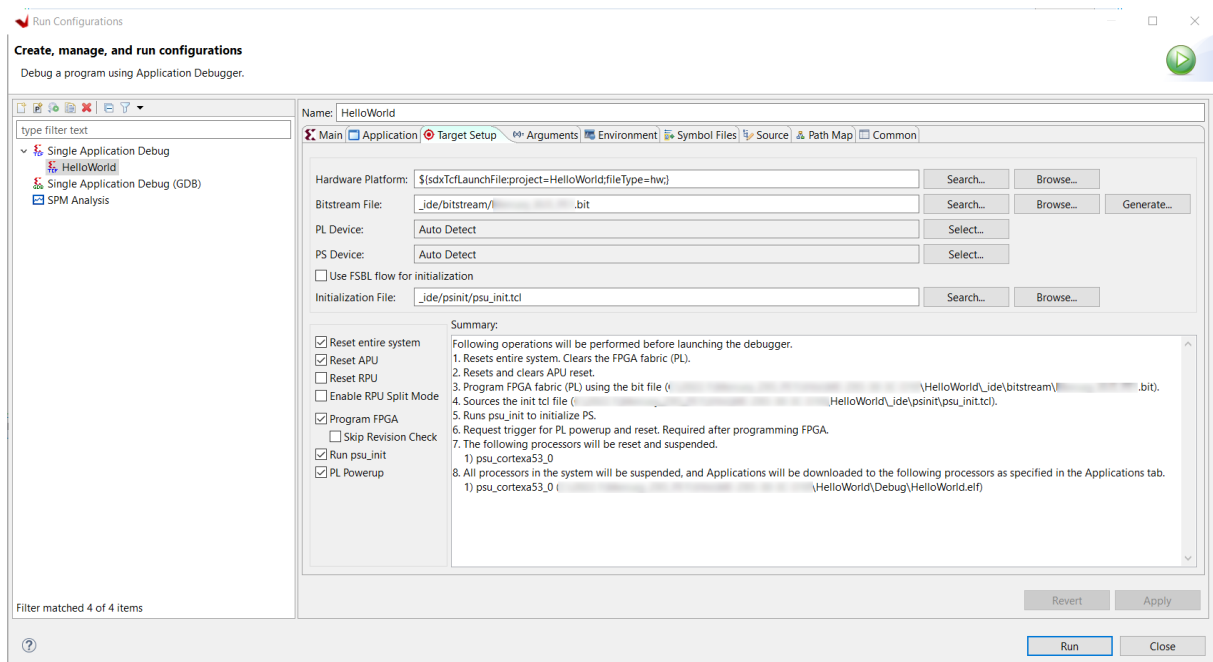 Run Configurations
Create, manage, and run configurations
Debug a program using Application Debugger.
type filter text
Single Application Debug
HelloWorld
Single Application Debug (GDB)
SPM Analysis
Filter matched 4 of 4 items
Name: HelloWorld
Main Application Target Setup Arguments Environment Symbol Files Source Path Map Common
Hardware Platform: ${sdxTcfLaunchFile:project=HelloWorld;fileType=hw;} Search... Browse...
Bitstream File: _ide/bitstream/ .bit Search... Browse... Generate...
PL Device: Auto Detect Select...
PS Device: Auto Detect Select...
Use FSBL flow for initialization
Initialization File: _ide/psinit/psu_init.tcl Search... Browse...
Reset entire system
Reset APU
Reset RPU
Enable RPU Split Mode
Program FPGA
Skip Revision Check
Run psu_init
PL Powerup
Summary:
Following operations will be performed before launching the debugger.
1. Resets entire system. Clears the FPGA fabric (PL).
2. Resets and clears APU reset.
3. Program FPGA fabric (PL) using the bit file ( \HelloWorld\_ide\bitstream\ .bit).
4. Sources the init tcl file ( HelloWorld\_ide\psinit\psu_init.tcl).
5. Runs psu_init to initialize PS.
6. Request trigger for PL powerup and reset. Required after programming FPGA.
7. The following processors will be reset and suspended.
1) psu_cortexa53_0
8. All processors in the system will be suspended, and Applications will be downloaded to the following processors as specified in the Applications tab.
1) psu_cortexa53_0 ( \HelloWorld\Debug\HelloWorld.elf)
Revert Apply
Run Close